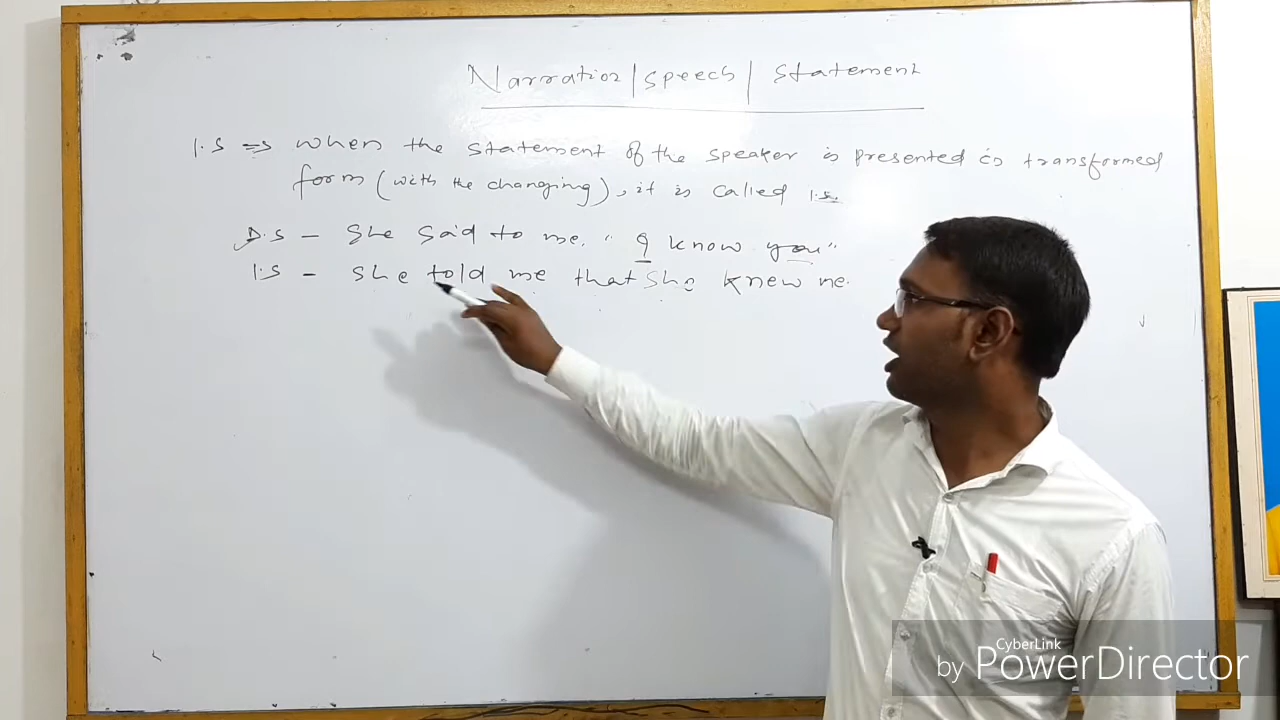 Narration/speech/statement
I.S => when the statement of the speaker is presented in transformed
form (with the changing), it is called I.S.
D.S - She said to me, "I know you"
I.S - she told me that she knew me.
CyberLink
by PowerDirector